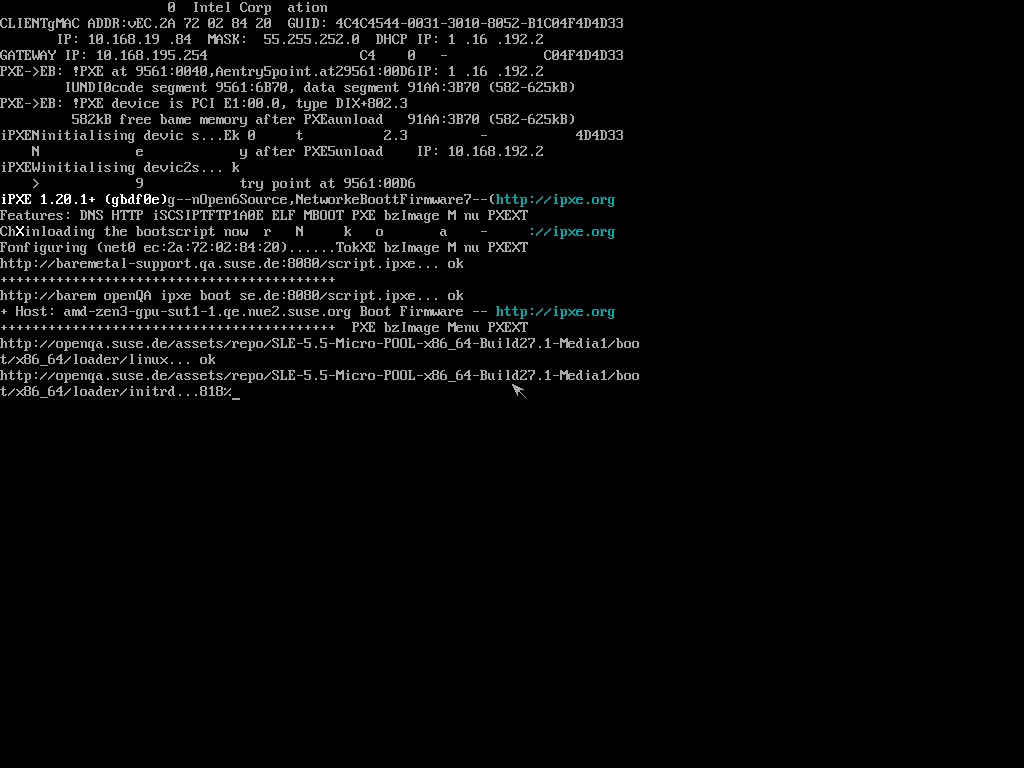 0  Intel Corp  ation
CLIENTgMAC ADDR:vEC.2A 72 02 84 20  GUID: 4C4C4544-0031-3010-8052-B1C04F4D4D33
IP: 10.168.19 .84  MASK:  55.255.252.0  DHCP IP: 1 .16 .192.2
GATEWAY IP: 10.168.195.254                   C4    0   -            C04F4D4D33
PXE->EB: !PXE at 9561:0040,Aentry5point.at29561:00D6IP: 1 .16 .192.2
IUNDI0code segment 9561:6B70, data segment 91AA:3B70 (582-625kB)
PXE->EB: !PXE device is PCI E1:00.0, type DIX+802.3
582kB free bame memory after PXEaunload   91AA:3B70 (582-625kB)
iPXENinitialising devic s...Ek 0     t          2.3         -           4D4D33
N            e            y after PXE5unload    IP: 10.168.192.2
iPXEWinitialising devic2s... k
>            9            try point at 9561:00D6
iPXE 1.20.1+ (gbdf0e)g--nOpen6Source,NetworkeBoottFirmware7--(http://ipxe.org
Features: DNS HTTP iSCSIPTFTP1A0E ELF MBOOT PXE bzImage M nu PXEXT
ChXinloading the bootscript now  r   N     k   o       a    -     ://ipxe.org
Fonfiguring (net0 ec:2a:72:02:84:20)......TokXE bzImage M nu PXEXT
http://baremetal-support.qa.suse.de:8080/script.ipxe... ok
++++++++++++++++++++++++++++++++++++++++++
http://barem openQA ipxe boot se.de:8080/script.ipxe... ok
+ Host: amd-zen3-gpu-sut1-1.qe.nue2.suse.org Boot Firmware -- http://ipxe.org
++++++++++++++++++++++++++++++++++++++++++  PXE bzImage Menu PXEXT
http://openqa.suse.de/assets/repo/SLE-5.5-Micro-POOL-x86_64-Build27.1-Media1/boo
t/x86_64/loader/linux... ok
http://openqa.suse.de/assets/repo/SLE-5.5-Micro-POOL-x86_64-Build27.1-Media1/boo
t/x86_64/loader/initrd...818%_